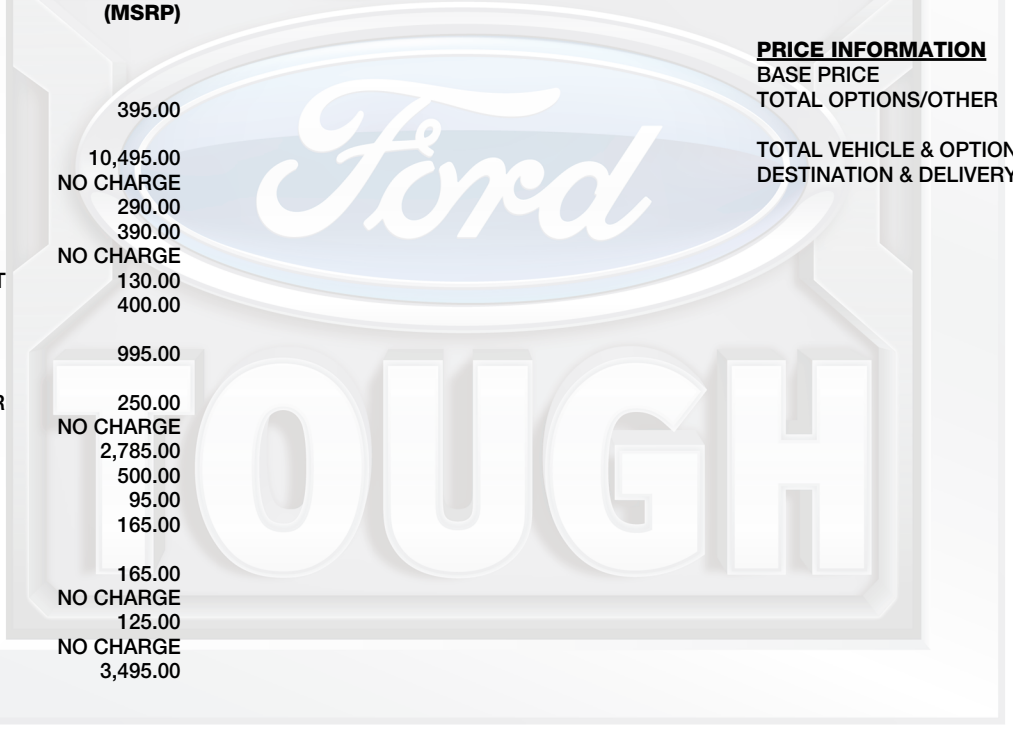 (MSRP)
395.00
10,495.00
NO CHARGE
290.00
390.00
NO CHARGE
T 130.00
400.00
995.00
R 250.00
NO CHARGE
2,785.00
500.00
95.00
165.00
165.00
NO CHARGE
125.00
NO CHARGE
3,495.00
PRICE INFORMATION
BASE PRICE
TOTAL OPTIONS/OTHER
TOTAL VEHICLE & OPTION
DESTINATION & DELIVERY
Ford
TOUGH